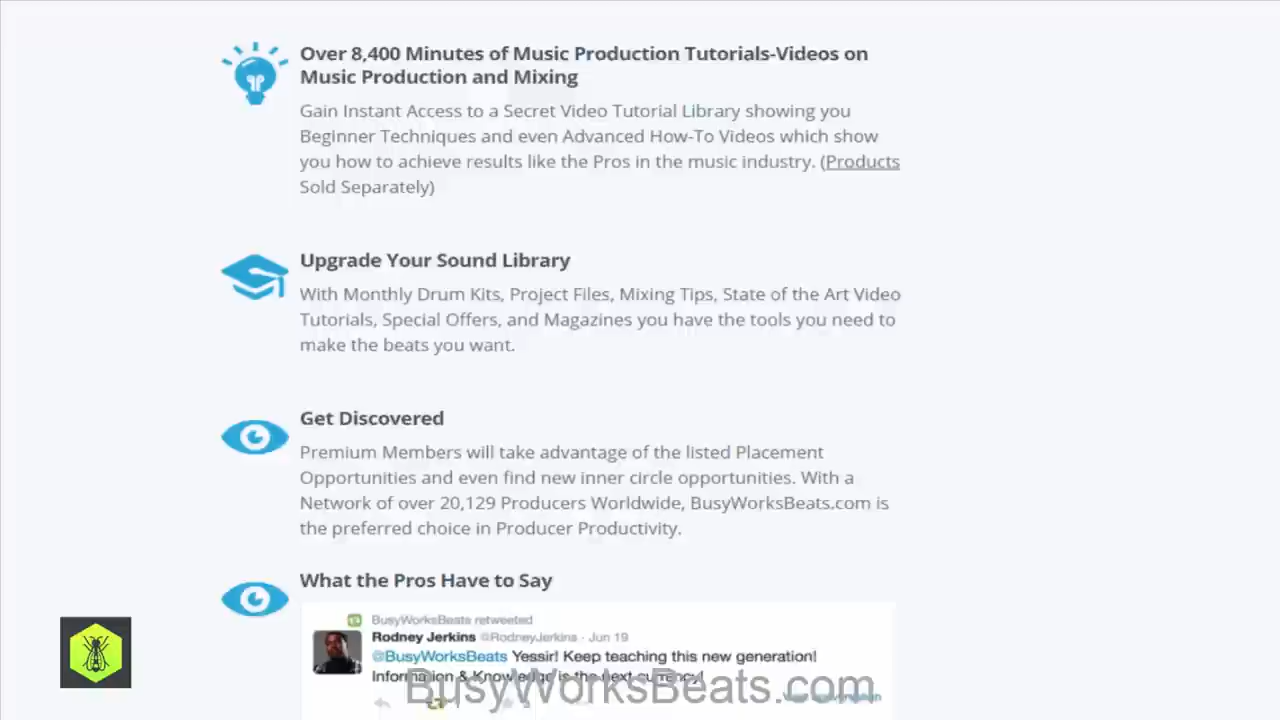 Over 8,400 Minutes of Music Production Tutorials-Videos on
Music Production and Mixing
Gain Instant Access to a Secret Video Tutorial Library showing you
Beginner Techniques and even Advanced How-To Videos which show
you how to achieve results like the Pros in the music industry. (Products
Sold Separately)
Upgrade Your Sound Library
With Monthly Drum Kits, Project Files, Mixing Tips, State of the Art Video
Tutorials, Special Offers, and Magazines you have the tools you need to
make the beats you want.
Get Discovered
Premium Members will take advantage of the listed Placement
Opportunities and even find new inner circle opportunities. With a
Network of over 20,129 Producers Worldwide, BusyWorksBeats.com is
the preferred choice in Producer Productivity.
What the Pros Have to Say
BusyWorksBeats retweeted
Rodney Jerkins @RodneyJerkins · Jun 19
@BusyWorksBeats Yessir! Keep teaching this new generation!
Information & Knowledge is the next currency!
BusyWorksBeats.com